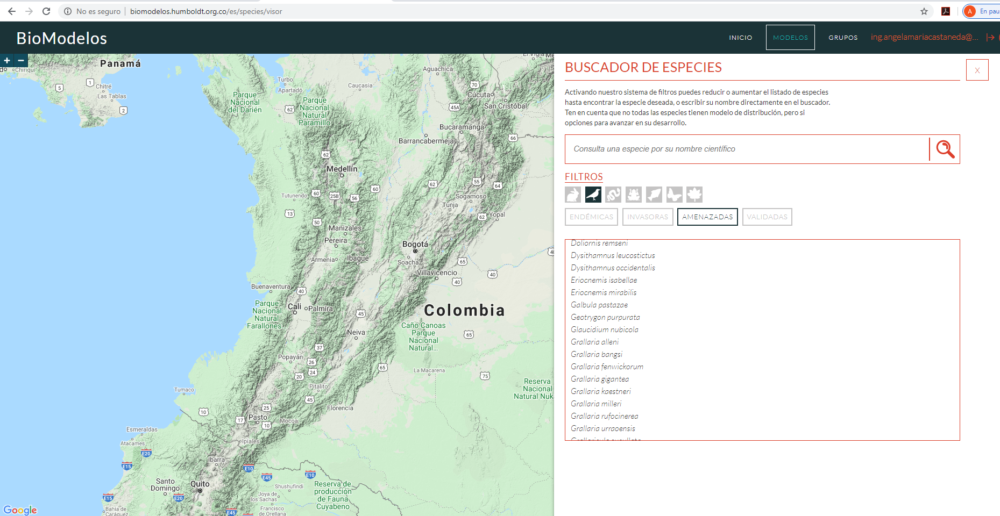 No es seguro
biomodelos.humboldt.org.co/es/species/visor
A
En pau
BioModelos
INICIO
MODELOS
GRUPOS
ing.angelamariacastaneda@...
+ −
Panamá
Chiriquí
Chitré
Las Tablas
5
1
2
Turbo
Apartadó
Caucasia
Aguachica
Parque
Nacional
del Darién
Parque
Nacional
Natural
Paramillo
62
70
Cúcuta
San Cristóbal
45A
Bucaramanga
66
Barrancabermeja
62
Medellín
62
55
64
Tutunendo
60
25B
56
60
Sogamoso
Tunja
13
50
62
Yopal
Manizales
Pereira
Bogotá
Armenia
Ibagué
Soacha
65
Villavicencio
40
40
Buenaventura
40
Parque
Nacional
Natural
Farallones...
Cali
Palmira
45
Colombia
Caño Canoas
Parque
Nacional
Natural...
Neiva
65
37
Popayán
26
24
20
65
La Macarena
75
Pitalito
45
Tumaco
Reserva
Nacional
Natural Nuk
10
25
Florencia
17
Pasto
10
Mocoa
Esmeraldas
Atacames
Ipiales
E20
E15
Ibarra
E10
E45
E10
Santo
Domingo
Quito
Shushufindi
Reserva de
producción
de Fauna
Cuyabeno
E15
E20
Joya de
los Sachas
Bahía de
Caráquez
E45
Francisco
de Orellana
Google
BUSCADOR DE ESPECIES
X
Activando nuestro sistema de filtros puedes reducir o aumentar el listado de especies
hasta encontrar la especie deseada, o escribir su nombre directamente en el buscador.
Ten en cuenta que no todas las especies tienen modelo de distribución, pero si
opciones para avanzar en su desarrollo.
Consulta una especie por su nombre científico
FILTROS
ENDÉMICAS
INVASORAS
AMENAZADAS
VALIDADAS
Doliornis remseni
Dysithamnus leucostictus
Dysithamnus occidentalis
Eriocnemis isabellae
Eriocnemis mirabilis
Galbula pastazae
Geotrygon purpurata
Glaucidium nubicola
Grallaria alleni
Grallaria bangsi
Grallaria fenwickorum
Grallaria gigantea
Grallaria kaestneri
Grallaria milleri
Grallaria rufocinerea
Grallaria urraoensis